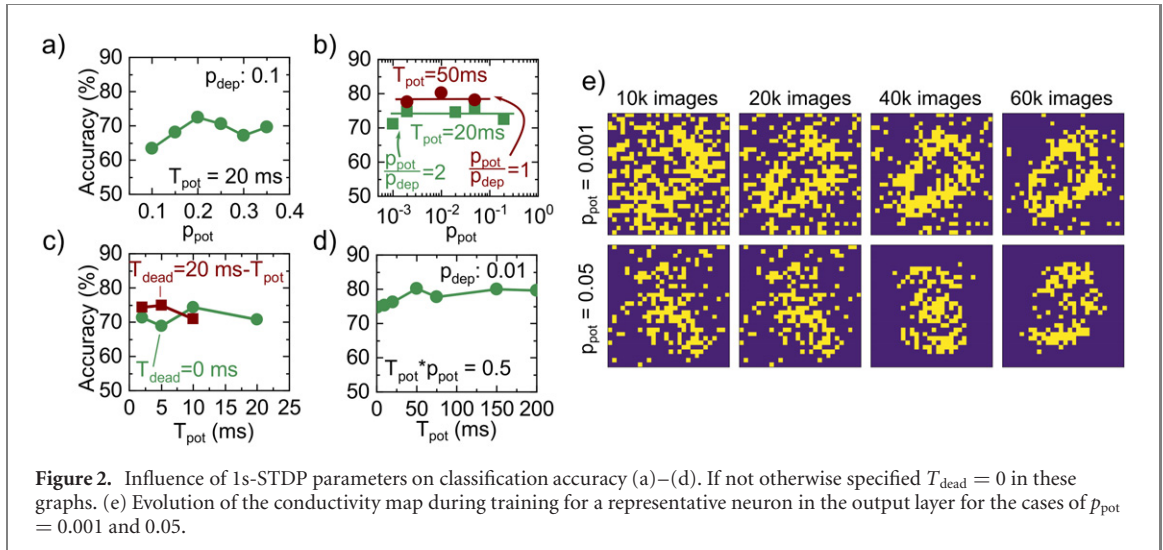 a)
Accuracy (%)
90
80
70
60
50
p_dep: 0.1
T_pot = 20 ms
0.1 0.2 0.3 0.4
p_pot
b)
90
80
70
60
50
T_pot=50ms
T_pot=20ms
p_pot/p_dep=2
p_pot/p_dep=1
10^-3 10^-2 10^-1 10^0
p_pot
c)
Accuracy (%)
90
80
70
60
50
T_dead=20 ms-T_pot
T_dead=0 ms
0 5 10 15 20 25
T_pot (ms)
d)
90
80
70
60
50
p_dep: 0.01
T_pot*p_pot = 0.5
0 50 100 150 200
T_pot (ms)
e)
10k images 20k images 40k images 60k images
p_pot = 0.001
p_pot = 0.05
Figure 2. Influence of 1s-STDP parameters on classification accuracy (a)–(d). If not otherwise specified T_dead = 0 in these
graphs. (e) Evolution of the conductivity map during training for a representative neuron in the output layer for the cases of p_pot
= 0.001 and 0.05.